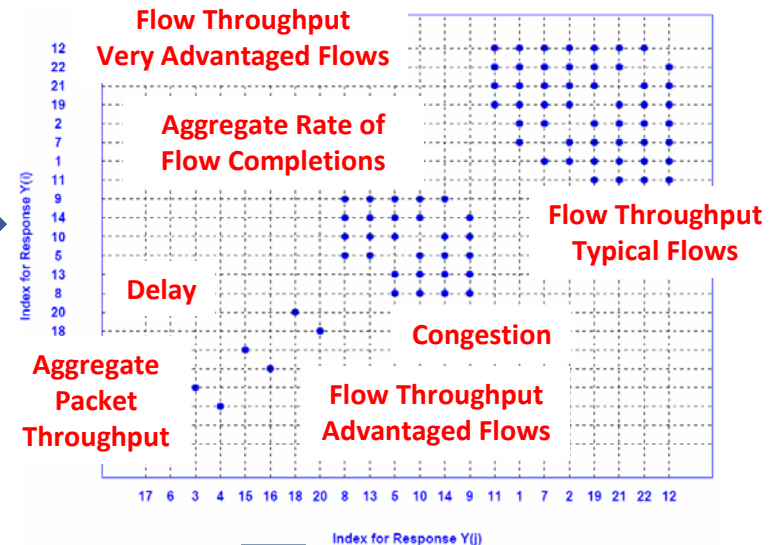 Flow Throughput
Very Advantaged Flows
Aggregate Rate of
Flow Completions
Flow Throughput
Typical Flows
Delay
Congestion
Aggregate
Packet
Throughput
Flow Throughput
Advantaged Flows
Index for Response Y(i)
12
22
21
19
2
7
1
11
9
14
10
5
13
8
20
18
17 6 3 4 15 16 18 20 8 13 5 10 14 9 11 1 7 2 19 21 22 12
Index for Response Y(j)